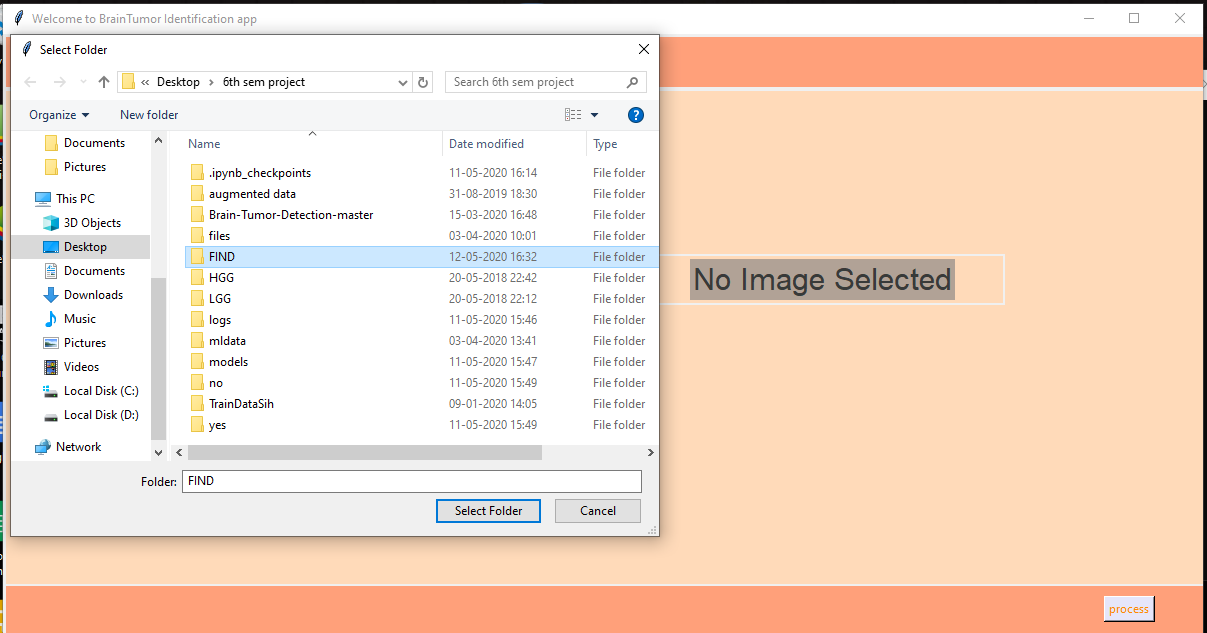 Welcome to BrainTumor Identification app
Select Folder
« Desktop › 6th sem project
Search 6th sem project
Organize
New folder
?
Documents
Pictures
This PC
3D Objects
Desktop
Documents
Downloads
Music
Pictures
Videos
Local Disk (C:)
Local Disk (D:)
Network
Name Date modified Type
.ipynb_checkpoints 11-05-2020 16:14 File folder
augmented data 31-08-2019 18:30 File folder
Brain-Tumor-Detection-master 15-03-2020 16:48 File folder
files 03-04-2020 10:01 File folder
FIND 12-05-2020 16:32 File folder
HGG 20-05-2018 22:42 File folder
LGG 20-05-2018 22:12 File folder
logs 11-05-2020 15:46 File folder
mldata 03-04-2020 13:41 File folder
models 11-05-2020 15:47 File folder
no 11-05-2020 15:49 File folder
TrainDataSih 09-01-2020 14:05 File folder
yes 11-05-2020 15:49 File folder
Folder: FIND
Select Folder Cancel
No Image Selected
process